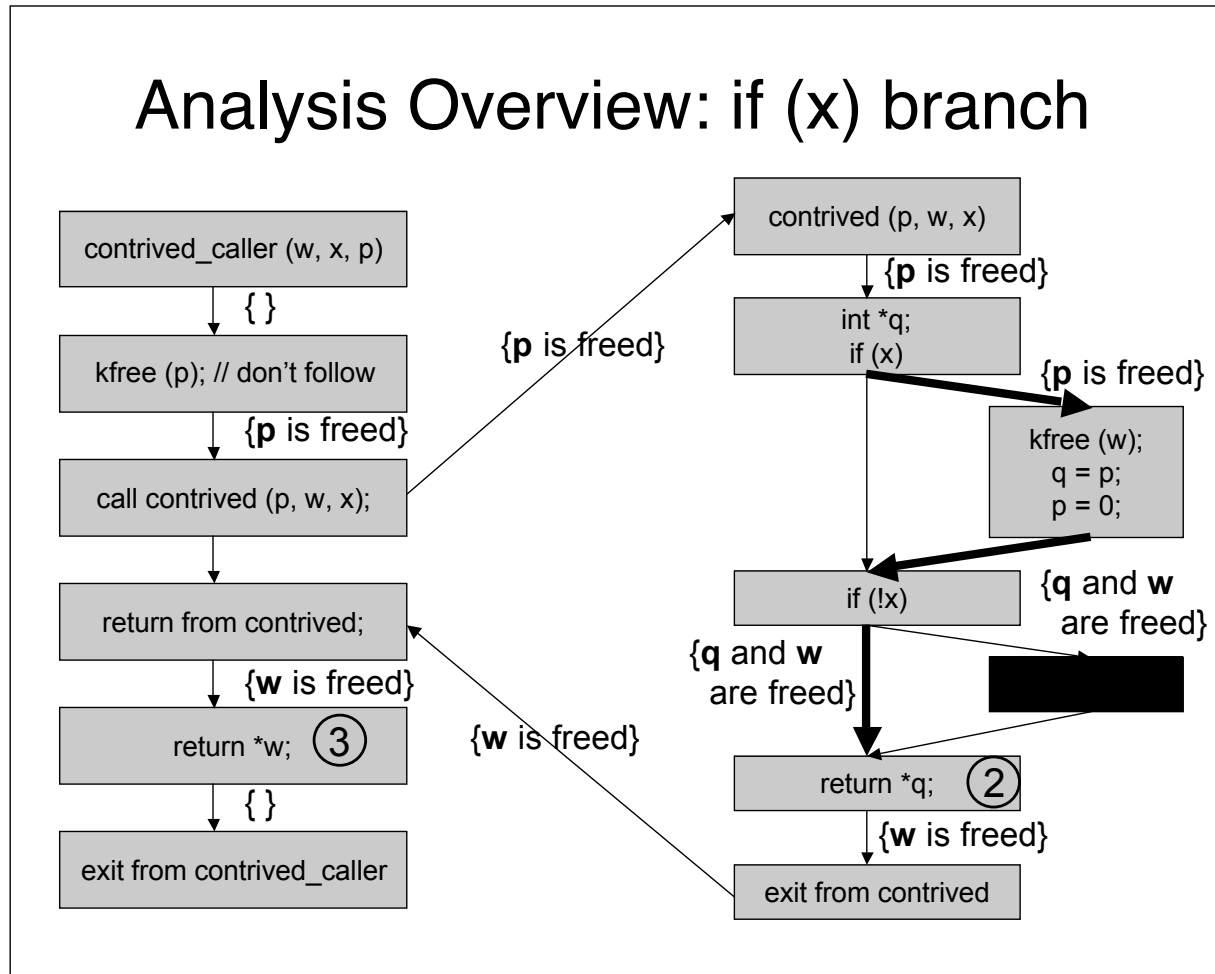 Analysis Overview: if (x) branch
contrived_caller (w, x, p)
{ }
kfree (p); // don’t follow
{p is freed}
call contrived (p, w, x);
return from contrived;
{w is freed}
return *w;
3
{ }
exit from contrived_caller
{p is freed}
{w is freed}
contrived (p, w, x)
{p is freed}
int *q;
if (x)
{p is freed}
kfree (w);
q = p;
p = 0;
if (!x)
{q and w
are freed}
{q and w
are freed}
return *q;
2
{w is freed}
exit from contrived